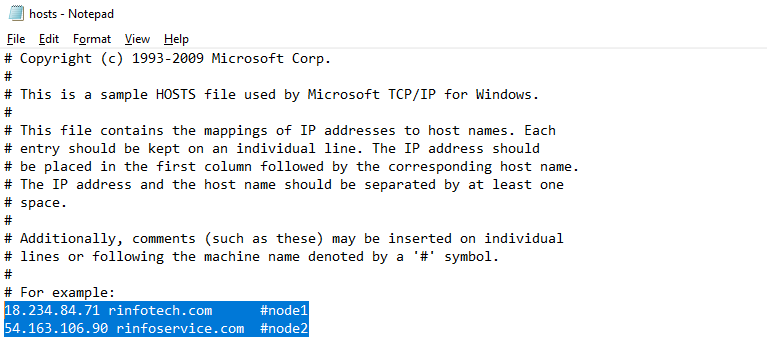 hosts - Notepad
File Edit Format View Help
# Copyright (c) 1993-2009 Microsoft Corp.
#
# This is a sample HOSTS file used by Microsoft TCP/IP for Windows.
#
# This file contains the mappings of IP addresses to host names. Each
# entry should be kept on an individual line. The IP address should
# be placed in the first column followed by the corresponding host name.
# The IP address and the host name should be separated by at least one
# space.
#
# Additionally, comments (such as these) may be inserted on individual
# lines or following the machine name denoted by a '#' symbol.
#
# For example:
18.234.84.71 rinfotech.com      #node1
54.163.106.90 rinfoservice.com  #node2